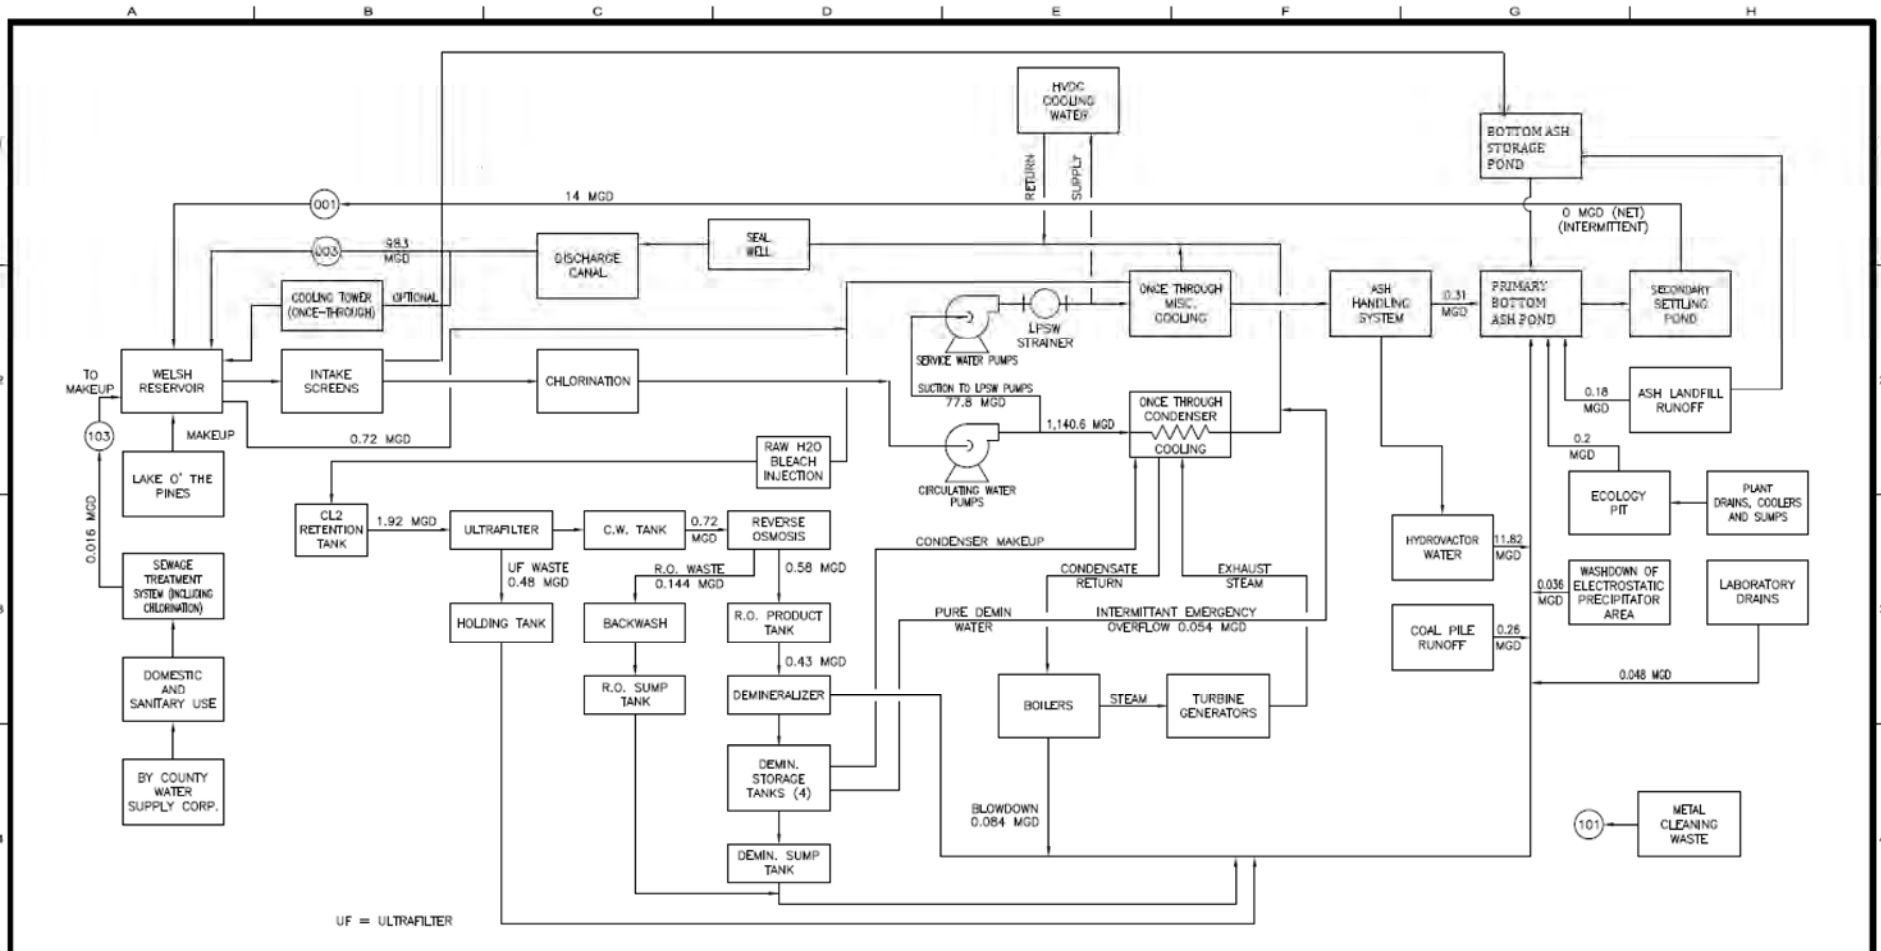 A B C D E F G H
HVDC
COOLING
WATER
BOTTOM ASH
STORAGE
POND
RETURN
SUPPLY
001
14 MGD
0 MGD (NET)
(INTERMITTENT)
003
983
MGD
DISCHARGE
CANAL
SEAL
WELL
COOLING TOWER
(ONCE-THROUGH)
OPTIONAL
LPSW
STRAINER
SERVICE WATER PUMPS
ONCE THROUGH
MISC.
COOLING
ASH
HANDLING
SYSTEM
0.31
MGD
PRIMARY
BOTTOM
ASH POND
SECONDARY
SETTLING
POND
TO
MAKEUP
WELSH
RESERVOIR
INTAKE
SCREENS
CHLORINATION
SUCTION TO LPSW PUMPS
77.8 MGD
ONCE THROUGH
CONDENSER
COOLING
1,140.6 MGD
0.18
MGD
ASH LANDFILL
RUNOFF
103
MAKEUP
0.72 MGD
RAW H2O
BLEACH
INJECTION
CIRCULATING WATER
PUMPS
0.2
MGD
LAKE O' THE
PINES
ECOLOGY
PIT
PLANT
DRAINS, COOLERS
AND SUMPS
0.016 MGD
CL2
RETENTION
TANK
1.92 MGD
ULTRAFILTER
C.W. TANK
0.72
MGD
REVERSE
OSMOSIS
CONDENSER MAKEUP
HYDROVACTOR
WATER
11.82
MGD
SEWAGE
TREATMENT
SYSTEM (INCLUDING
CHLORINATION)
UF WASTE
0.48 MGD
R.O. WASTE
0.144 MGD
0.58 MGD
CONDENSATE
RETURN
EXHAUST
STEAM
0.036
MGD
WASHDOWN OF
ELECTROSTATIC
PRECIPITATOR
AREA
LABORATORY
DRAINS
HOLDING TANK
BACKWASH
R.O. PRODUCT
TANK
PURE DEMIN
WATER
INTERMITTANT EMERGENCY
OVERFLOW 0.054 MGD
COAL PILE
RUNOFF
0.26
MGD
0.43 MGD
0.048 MGD
DOMESTIC
AND
SANITARY USE
R.O. SUMP
TANK
DEMINERALIZER
BOILERS
STEAM
TURBINE
GENERATORS
BY COUNTY
WATER
SUPPLY CORP.
DEMIN.
STORAGE
TANKS (4)
BLOWDOWN
0.084 MGD
101
METAL
CLEANING
WASTE
DEMIN. SUMP
TANK
UF = ULTRAFILTER